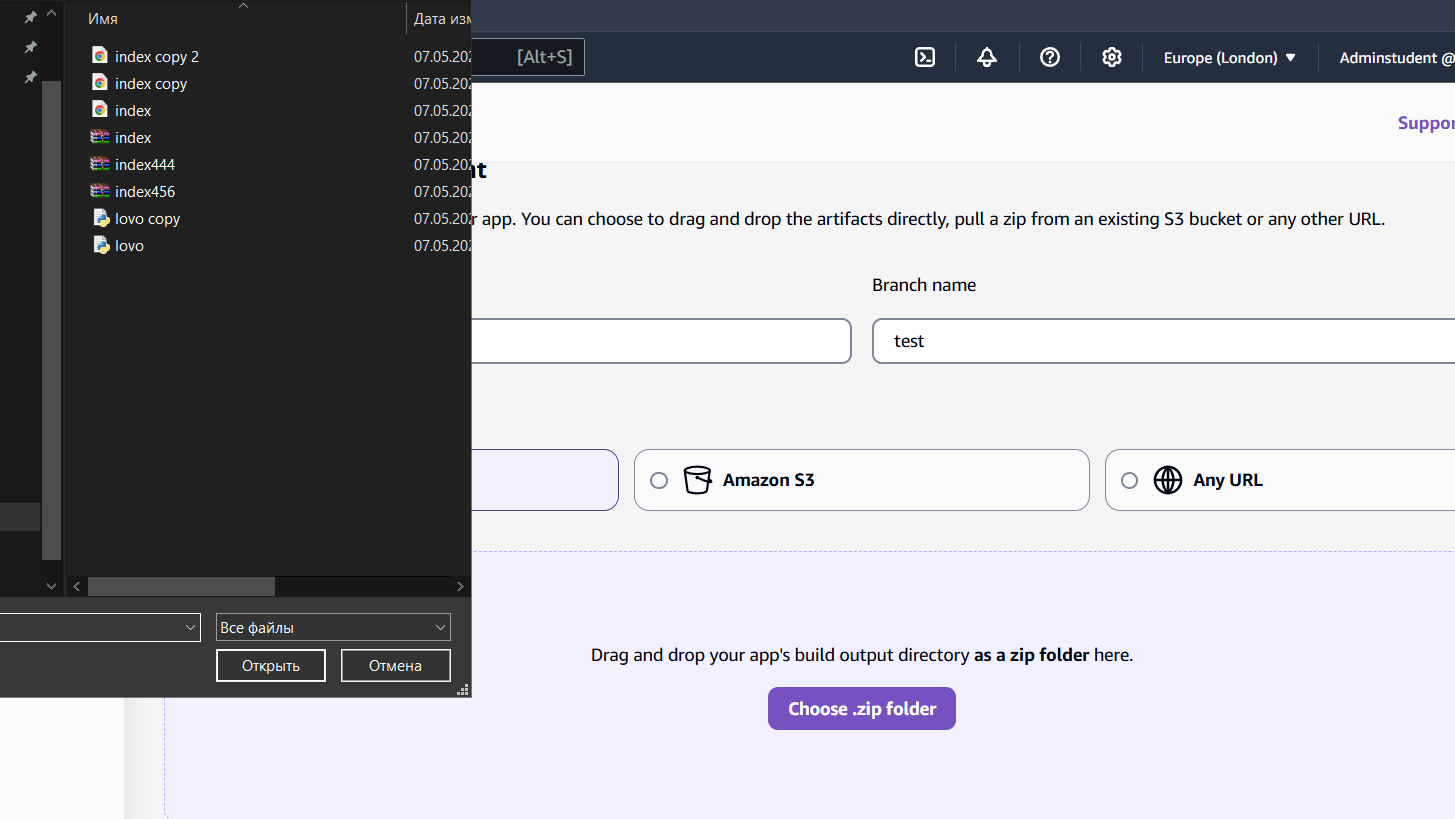 Имя
Дата изм
index copy 2 07.05.202
index copy 07.05.202
index 07.05.202
index 07.05.202
index444 07.05.202
index456 07.05.202
lovo copy 07.05.202
lovo 07.05.202
Все файлы
Открыть
Отмена
[Alt+S]
Europe (London)
Adminstudent @
Suppor
r app. You can choose to drag and drop the artifacts directly, pull a zip from an existing S3 bucket or any other URL.
Branch name
test
Amazon S3
Any URL
Drag and drop your app's build output directory as a zip folder here.
Choose .zip folder